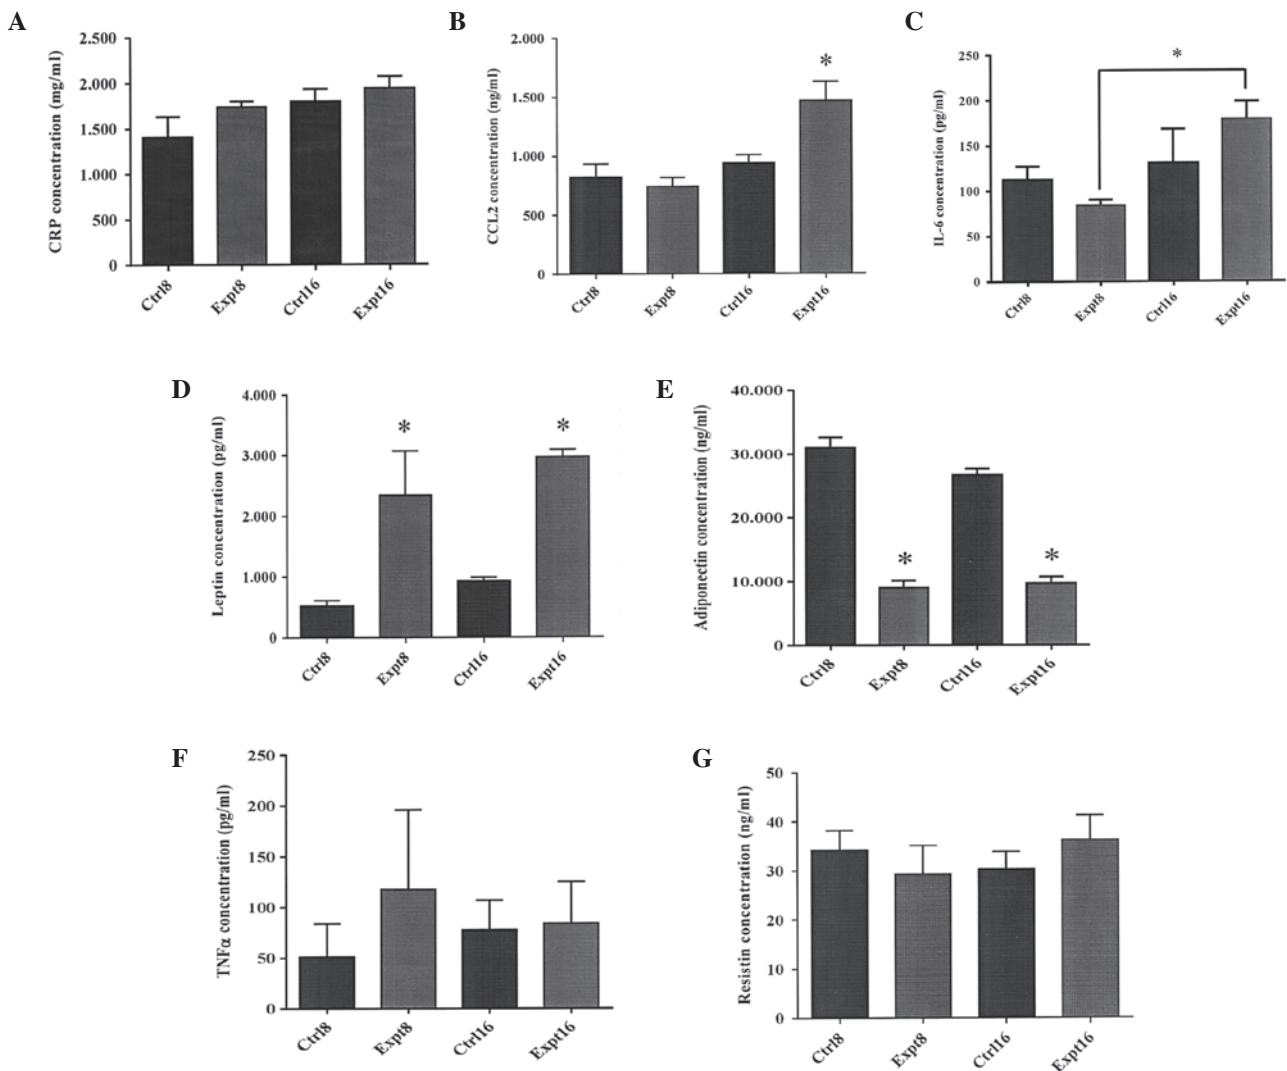 A
CRP concentration (mg/ml)
2.500
2.000
1.500
1.000
500
0
Ctrl8
Expt8
Ctrl16
Expt16
B
CCL2 concentration (ng/ml)
2.000
1.500
1.000
500
0
*
Ctrl8
Expt8
Ctrl16
Expt16
C
IL-6 concentration (pg/ml)
250
200
150
100
50
0
*
Ctrl8
Expt8
Ctrl16
Expt16
D
Leptin concentration (pg/ml)
4.000
3.000
2.000
1.000
0
*
*
Ctrl8
Expt8
Ctrl16
Expt16
E
Adiponectin concentration (ng/ml)
40.000
30.000
20.000
10.000
0
*
*
Ctrl8
Expt8
Ctrl16
Expt16
F
TNFα concentration (pg/ml)
250
200
150
100
50
0
Ctrl8
Expt8
Ctrl16
Expt16
G
Resistin concentration (ng/ml)
50
40
30
20
10
0
Ctrl8
Expt8
Ctrl16
Expt16